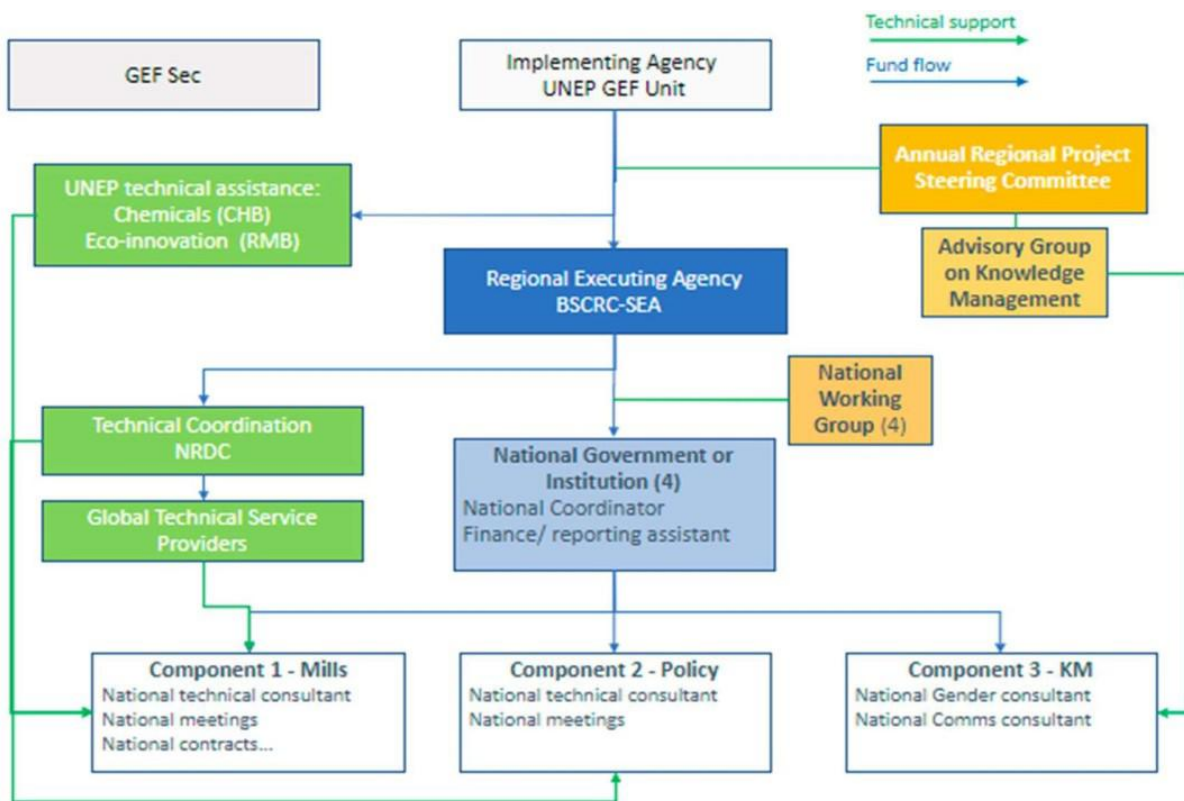 Technical support
Fund flow
GEF Sec
Implementing Agency
UNEP GEF Unit
Annual Regional Project
Steering Committee
UNEP technical assistance:
Chemicals (CHB)
Eco-innovation (RMB)
Advisory Group
on Knowledge
Management
Regional Executing Agency
BSCRC-SEA
National
Working
Group (4)
Technical Coordination
NRDC
National Government or
Institution (4)
National Coordinator
Finance/ reporting assistant
Global Technical Service
Providers
Component 1 - Mills
National technical consultant
National meetings
National contracts...
Component 2 - Policy
National technical consultant
National meetings
Component 3 - KM
National Gender consultant
National Comms consultant